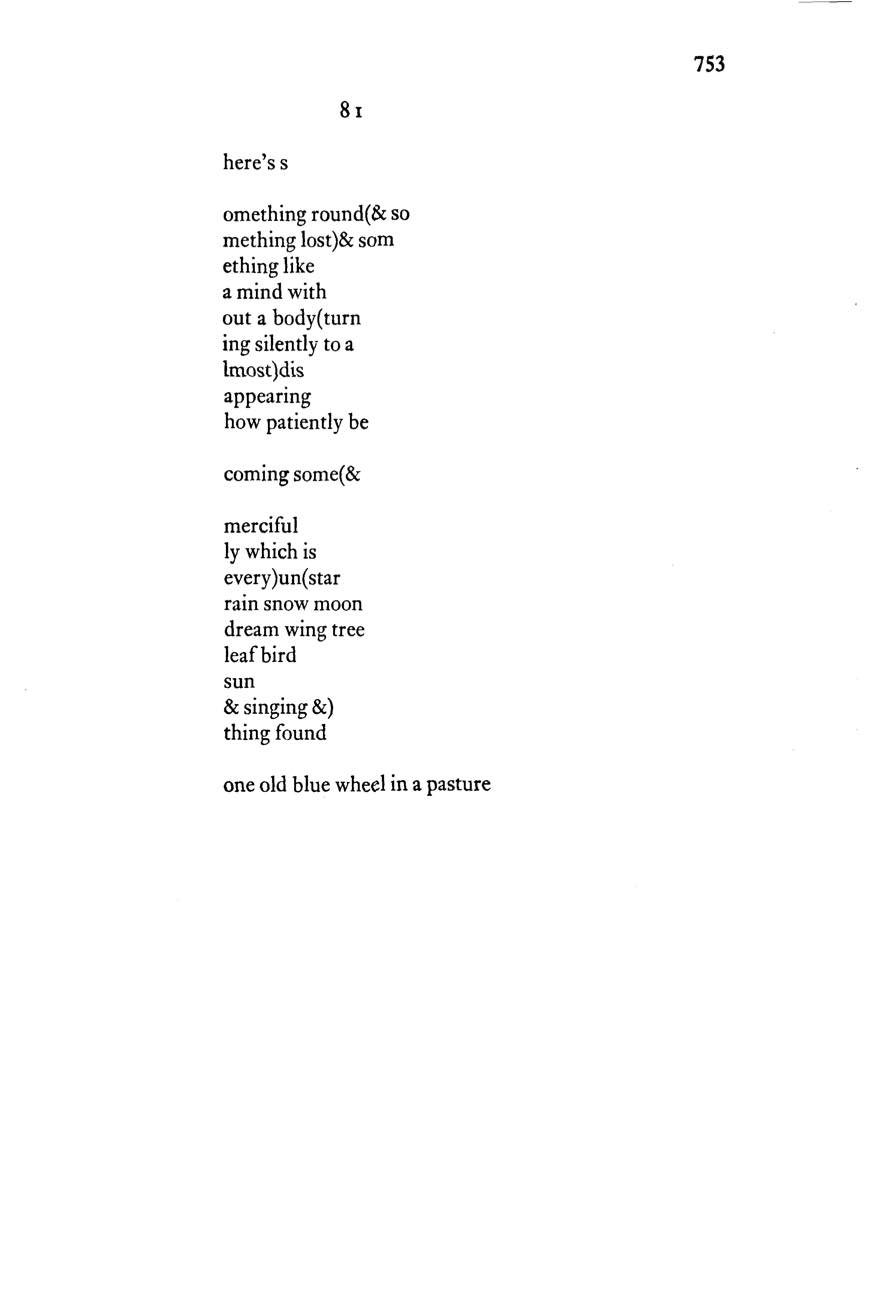 753
81
here's s
omething round(& so
mething lost)& som
ething like
a mind with
out a body(turn
ing silently to a
lmost)dis
appearing
how patiently be
coming some(&
merciful
ly which is
every)un(star
rain snow moon
dream wing tree
leaf bird
sun
& singing &)
thing found
one old blue wheel in a pasture